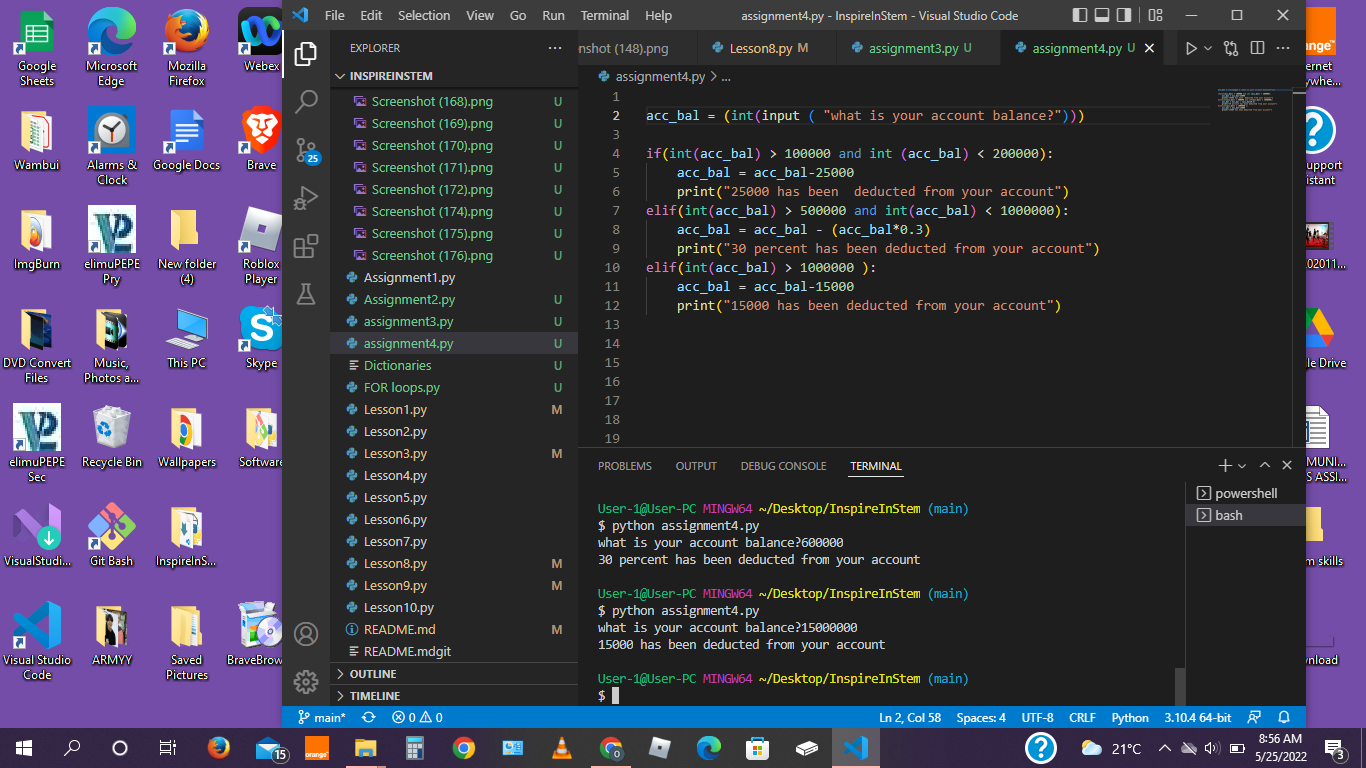 File Edit Selection View Go Run Terminal Help
assignment4.py - InspireInStem - Visual Studio Code
EXPLORER
INSPIREINSTEM
Screenshot (168).png U
Screenshot (169).png U
Screenshot (170).png U
Screenshot (171).png U
Screenshot (172).png U
Screenshot (174).png U
Screenshot (175).png U
Screenshot (176).png U
Assignment1.py
Assignment2.py U
assignment3.py U
assignment4.py U
Dictionaries U
FOR loops.py U
Lesson1.py M
Lesson2.py
Lesson3.py M
Lesson4.py
Lesson5.py
Lesson6.py
Lesson7.py
Lesson8.py M
Lesson9.py M
Lesson10.py
README.md M
README.mdgit
OUTLINE
TIMELINE
25
nshot (148).png Lesson8.py M assignment3.py U assignment4.py U
assignment4.py > ...
1
2 acc_bal = (int(input ( "what is your account balance?")))
3
4 if(int(acc_bal) > 100000 and int (acc_bal) < 200000):
5     acc_bal = acc_bal-25000
6     print("25000 has been  deducted from your account")
7 elif(int(acc_bal) > 500000 and int(acc_bal) < 1000000):
8     acc_bal = acc_bal - (acc_bal*0.3)
9     print("30 percent has been deducted from your account")
10 elif(int(acc_bal) > 1000000 ):
11     acc_bal = acc_bal-15000
12     print("15000 has been deducted from your account")
13
14
15
16
17
18
19
PROBLEMS OUTPUT DEBUG CONSOLE TERMINAL
User-1@User-PC MINGW64 ~/Desktop/InspireInStem (main)
$ python assignment4.py
what is your account balance?600000
30 percent has been deducted from your account
User-1@User-PC MINGW64 ~/Desktop/InspireInStem (main)
$ python assignment4.py
what is your account balance?15000000
15000 has been deducted from your account
User-1@User-PC MINGW64 ~/Desktop/InspireInStem (main)
$
powershell
bash
main* 0 0 Ln 2, Col 58 Spaces: 4 UTF-8 CRLF Python 3.10.4 64-bit
Google Sheets
Microsoft Edge
Mozilla Firefox
Webex
Wambui
Alarms & Clock
Google Docs
Brave
ImgBurn
elimuPEPE Pry
New folder (4)
Roblox Player
DVD Convert Files
Music, Photos a...
This PC
Skype
elimuPEPE Sec
Recycle Bin
Wallpapers
Software
VisualStudi...
Git Bash
InspireInS...
Visual Studio Code
ARMYY
Saved Pictures
BraveBrow
ange
ernet
ywhe...
upport
istant
02011...
le Drive
MUNI...
S ASSI...
m skills
nload
15
orange
21°C
8:56 AM
5/25/2022
3